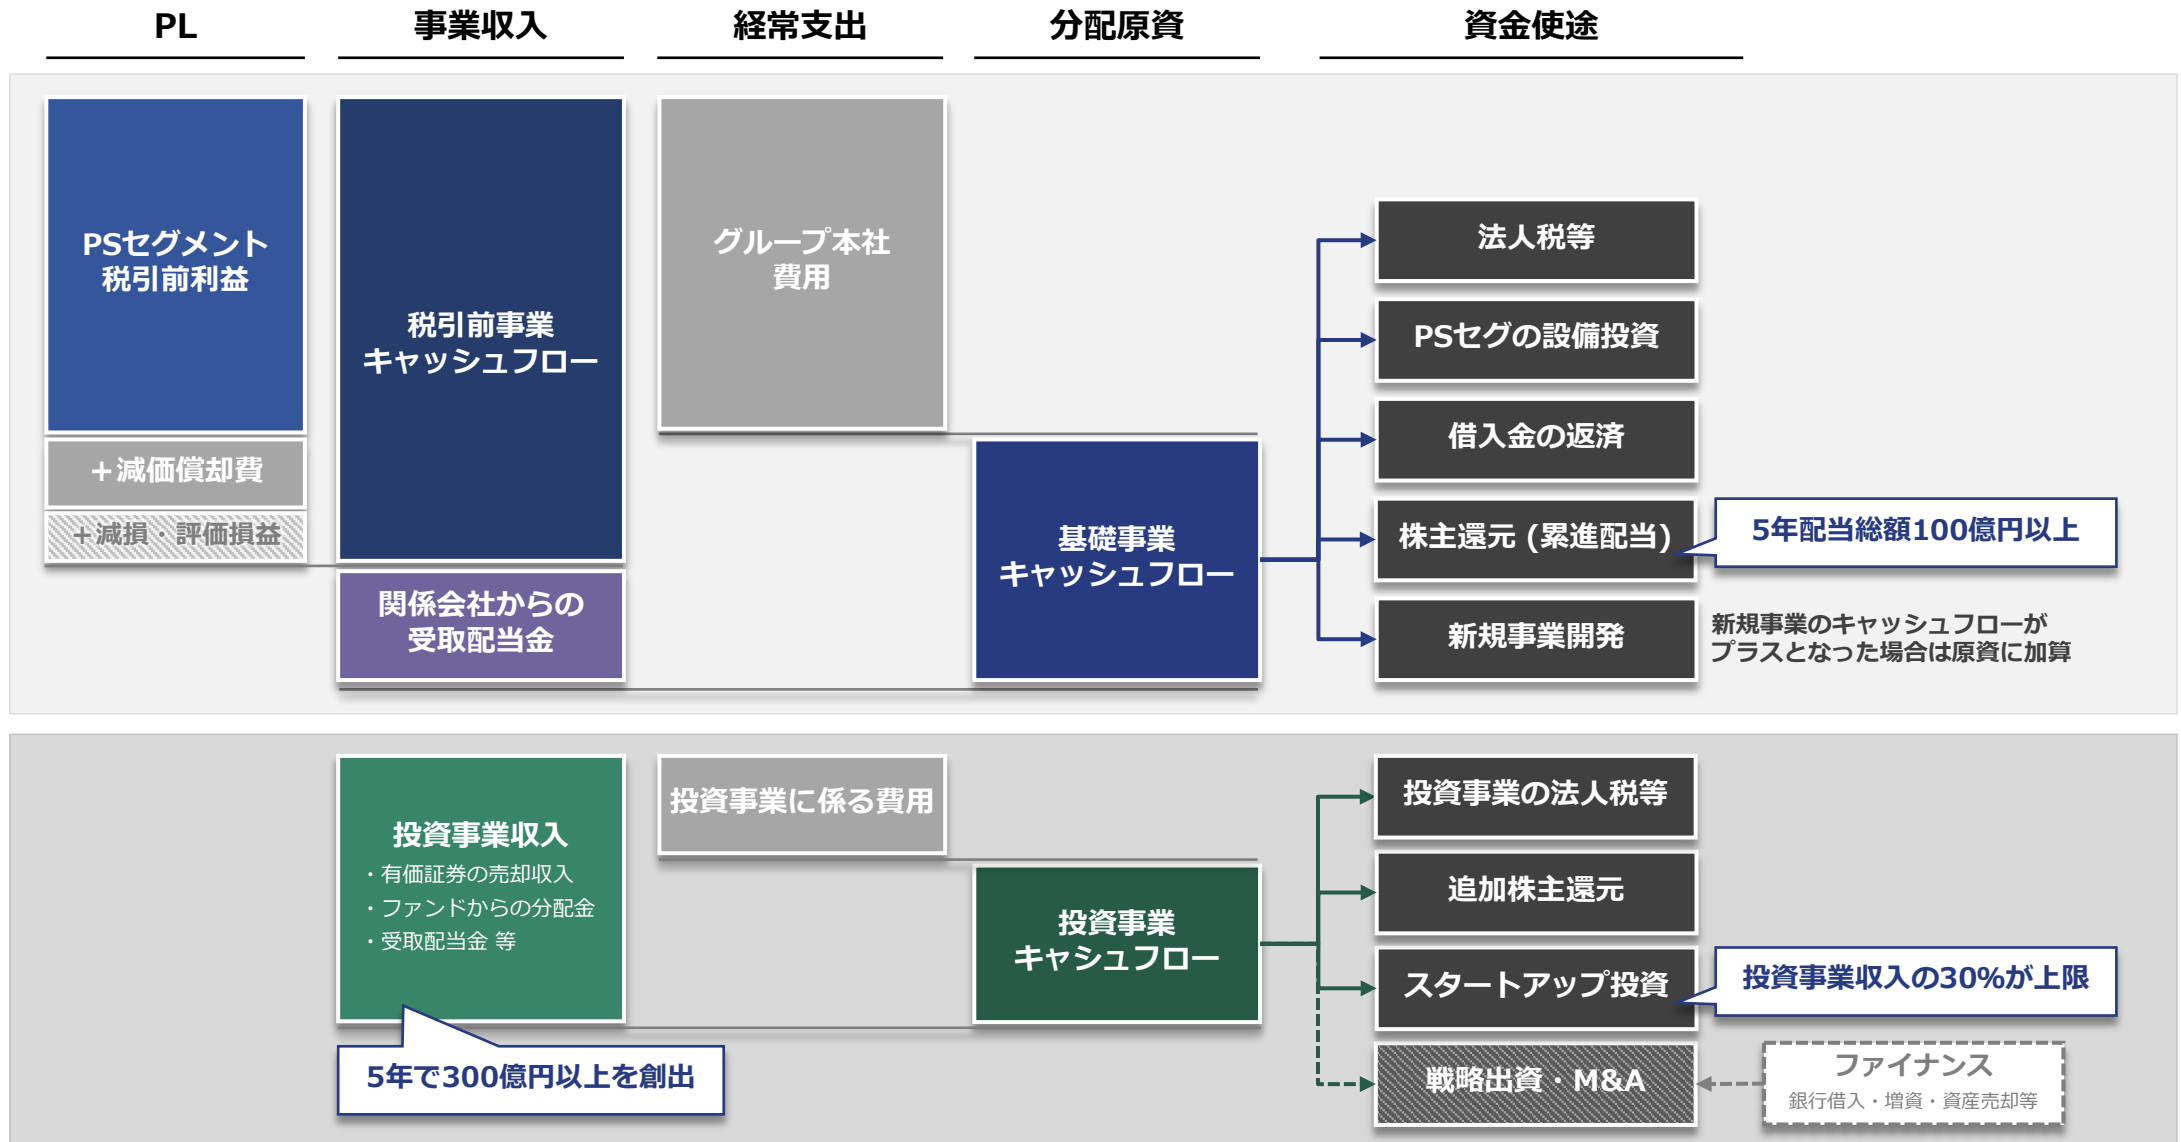 PL
事業収入
経常支出
分配原資
資金使途
PSセグメント
税引前利益
＋減価償却費
＋減損・評価損益
税引前事業
キャッシュフロー
関係会社からの
受取配当金
グループ本社
費用
基礎事業
キャッシュフロー
法人税等
PSセグの設備投資
借入金の返済
株主還元 (累進配当)
5年配当総額100億円以上
新規事業開発
新規事業のキャッシュフローが
プラスとなった場合は原資に加算
投資事業収入
・有価証券の売却収入
・ファンドからの分配金
・受取配当金 等
5年で300億円以上を創出
投資事業に係る費用
投資事業
キャシュフロー
投資事業の法人税等
追加株主還元
スタートアップ投資
投資事業収入の30%が上限
戦略出資・M&A
ファイナンス
銀行借入・増資・資産売却等